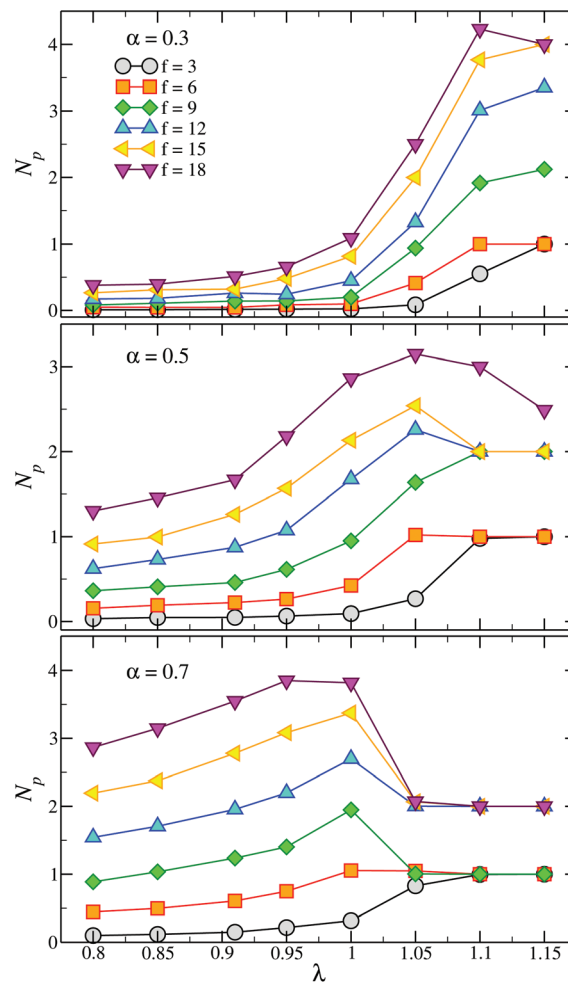 α = 0.3
f = 3
f = 6
f = 9
f = 12
f = 15
f = 18
4
3
2
1
0
N_p
α = 0.5
3
2
1
0
N_p
α = 0.7
4
3
2
1
0
N_p
0.8 0.85 0.9 0.95 1 1.05 1.1 1.15
λ